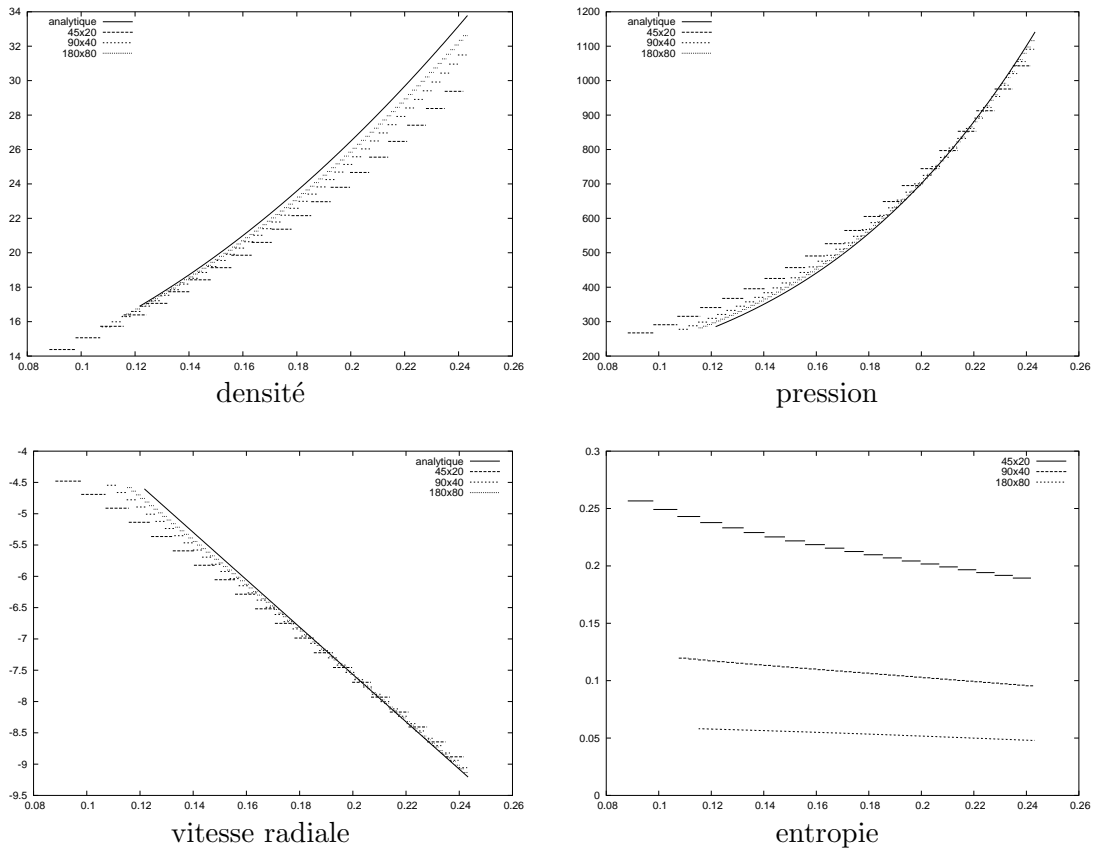 34
32
30
28
26
24
22
20
18
16
14
0.08 0.1 0.12 0.14 0.16 0.18 0.2 0.22 0.24 0.26
analytique
45x20
90x40
180x80
densité
1200
1100
1000
900
800
700
600
500
400
300
200
0.08 0.1 0.12 0.14 0.16 0.18 0.2 0.22 0.24 0.26
analytique
45x20
90x40
180x80
pression
-4
-4.5
-5
-5.5
-6
-6.5
-7
-7.5
-8
-8.5
-9
-9.5
0.08 0.1 0.12 0.14 0.16 0.18 0.2 0.22 0.24 0.26
analytique
45x20
90x40
180x80
vitesse radiale
0.3
0.25
0.2
0.15
0.1
0.05
0
0.08 0.1 0.12 0.14 0.16 0.18 0.2 0.22 0.24 0.26
45x20
90x40
180x80
entropie